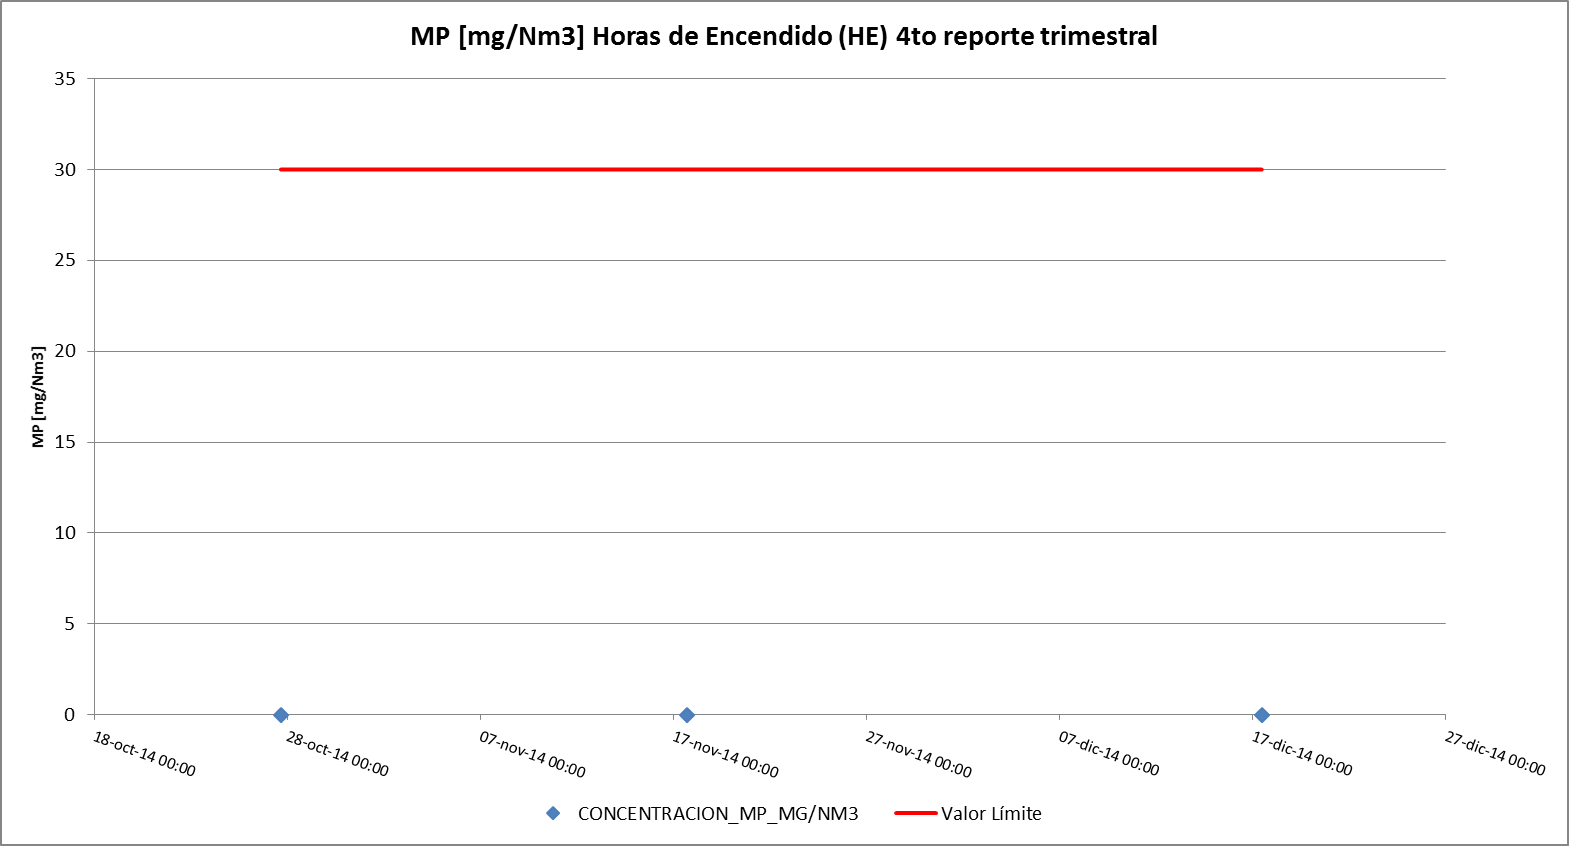 MP [mg/Nm3] Horas de Encendido (HE) 4to reporte trimestral
35
30
25
20
15
10
5
0
MP [mg/Nm3]
18-oct-14 00:00
28-oct-14 00:00
07-nov-14 00:00
17-nov-14 00:00
27-nov-14 00:00
07-dic-14 00:00
17-dic-14 00:00
27-dic-14 00:00
CONCENTRACION_MP_MG/NM3
Valor Límite